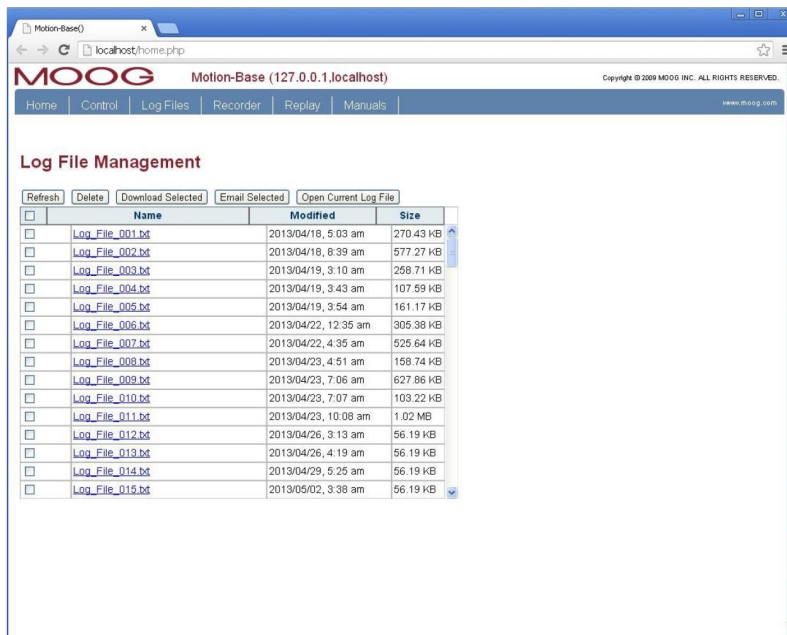 Motion-Base()
localhost/home.php
MOOG Motion-Base (127.0.0.1,localhost) Copyright © 2009 MOOG INC. ALL RIGHTS RESERVED.
Home Control Log Files Recorder Replay Manuals www.moog.com
Log File Management
Refresh Delete Download Selected Email Selected Open Current Log File
Name Modified Size
Log_File_001.txt 2013/04/18, 5:03 am 270.43 KB
Log_File_002.txt 2013/04/18, 8:39 am 577.27 KB
Log_File_003.txt 2013/04/19, 3:10 am 258.71 KB
Log_File_004.txt 2013/04/19, 3:43 am 107.59 KB
Log_File_005.txt 2013/04/19, 3:54 am 161.17 KB
Log_File_006.txt 2013/04/22, 12:35 am 305.38 KB
Log_File_007.txt 2013/04/22, 4:35 am 525.64 KB
Log_File_008.txt 2013/04/23, 4:51 am 158.74 KB
Log_File_009.txt 2013/04/23, 7:06 am 627.86 KB
Log_File_010.txt 2013/04/23, 7:07 am 103.22 KB
Log_File_011.txt 2013/04/23, 10:08 am 1.02 MB
Log_File_012.txt 2013/04/26, 3:13 am 56.19 KB
Log_File_013.txt 2013/04/26, 4:19 am 56.19 KB
Log_File_014.txt 2013/04/29, 5:25 am 56.19 KB
Log_File_015.txt 2013/05/02, 3:38 am 56.19 KB